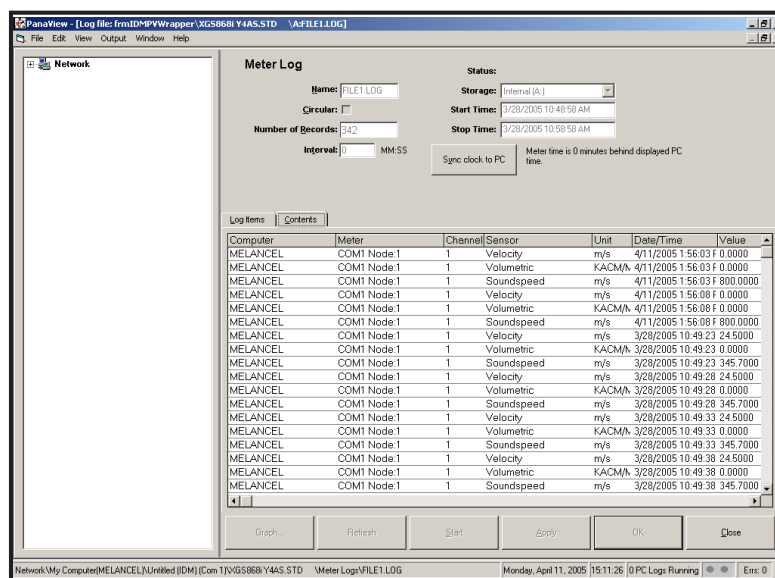 PanaView - [Log file: frmIDMPVWrapper\XGS868i Y4AS.STD \A:FILE1.LOG]
File Edit View Output Window Help
Network
Meter Log
Status:
Name: FILE1.LOG
Storage: Internal (A:)
Circular:
Start Time: 3/28/2005 10:48:58 AM
Number of Records: 342
Stop Time: 3/28/2005 10:58:58 AM
Interval: 0 MM:SS
Sync clock to PC
Meter time is 0 minutes behind displayed PC
time.
Log Items Contents
Computer Meter Channel Sensor Unit Date/Time Value
MELANCEL COM1 Node:1 1 Velocity m/s 4/11/2005 1:56:03 F 0.0000
MELANCEL COM1 Node:1 1 Volumetric KACM/M 4/11/2005 1:56:03 F 0.0000
MELANCEL COM1 Node:1 1 Soundspeed m/s 4/11/2005 1:56:03 F 800.0000
MELANCEL COM1 Node:1 1 Velocity m/s 4/11/2005 1:56:08 F 0.0000
MELANCEL COM1 Node:1 1 Volumetric KACM/M 4/11/2005 1:56:08 F 0.0000
MELANCEL COM1 Node:1 1 Soundspeed m/s 4/11/2005 1:56:08 F 800.0000
MELANCEL COM1 Node:1 1 Velocity m/s 3/28/2005 10:49:23 24.5000
MELANCEL COM1 Node:1 1 Volumetric KACM/M 3/28/2005 10:49:23 0.0000
MELANCEL COM1 Node:1 1 Soundspeed m/s 3/28/2005 10:49:23 345.7000
MELANCEL COM1 Node:1 1 Velocity m/s 3/28/2005 10:49:28 24.5000
MELANCEL COM1 Node:1 1 Volumetric KACM/M 3/28/2005 10:49:28 0.0000
MELANCEL COM1 Node:1 1 Soundspeed m/s 3/28/2005 10:49:28 345.7000
MELANCEL COM1 Node:1 1 Velocity m/s 3/28/2005 10:49:33 24.5000
MELANCEL COM1 Node:1 1 Volumetric KACM/M 3/28/2005 10:49:33 0.0000
MELANCEL COM1 Node:1 1 Soundspeed m/s 3/28/2005 10:49:33 345.7000
MELANCEL COM1 Node:1 1 Velocity m/s 3/28/2005 10:49:38 24.5000
MELANCEL COM1 Node:1 1 Volumetric KACM/M 3/28/2005 10:49:38 0.0000
MELANCEL COM1 Node:1 1 Soundspeed m/s 3/28/2005 10:49:38 345.7000
Graph... Refresh Start Apply OK Close
Network\My Computer(MELANCEL)\Untitled (IDM) (Com 1)\XGS868i Y4AS.STD \Meter Logs\FILE1.LOG Monday, April 11, 2005 15:11:26 0 PC Logs Running Errs: 0